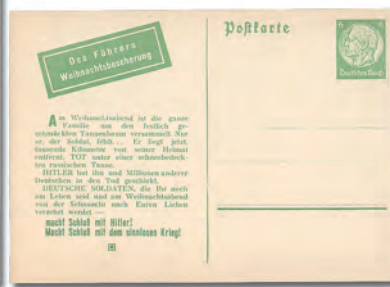 Des Führers
Weihnachtsbescherung
Postkarte
6
Deutsches Reich
Am Weihnachtsabend ist die ganze
Familie um den festlich ge-
schmückten Tannenbaum versammelt. Nur
er, der Soldat, fehlt... Er liegt jetzt,
tausende Kilometer von seiner Heimat
entfernt, TOT unter einer schneebedeck-
ten russischen Tanne.
HITLER hat ihn und Millionen anderer
Deutschen in den Tod geschickt.
DEUTSCHE SOLDATEN, die Ihr noch
am Leben seid und am Weihnachtsabend
von der Sehnsucht nach Euren Lieben
verzehrt werdet —
macht Schluß mit Hitler!
Macht Schluß mit dem sinnlosen Krieg!